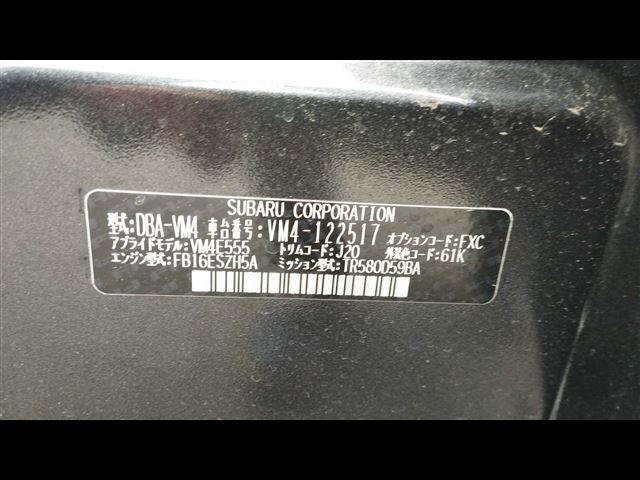 SUBARU CORPORATION
型式:DBA-VM4 車台番号:VM4-122517 オプションコード:FXC
アプライドモデル:VM4E555 トリムコード:J20 外装色コード:61K
エンジン型式:FB16ESZH5A ミッション型式:TR580D59BA